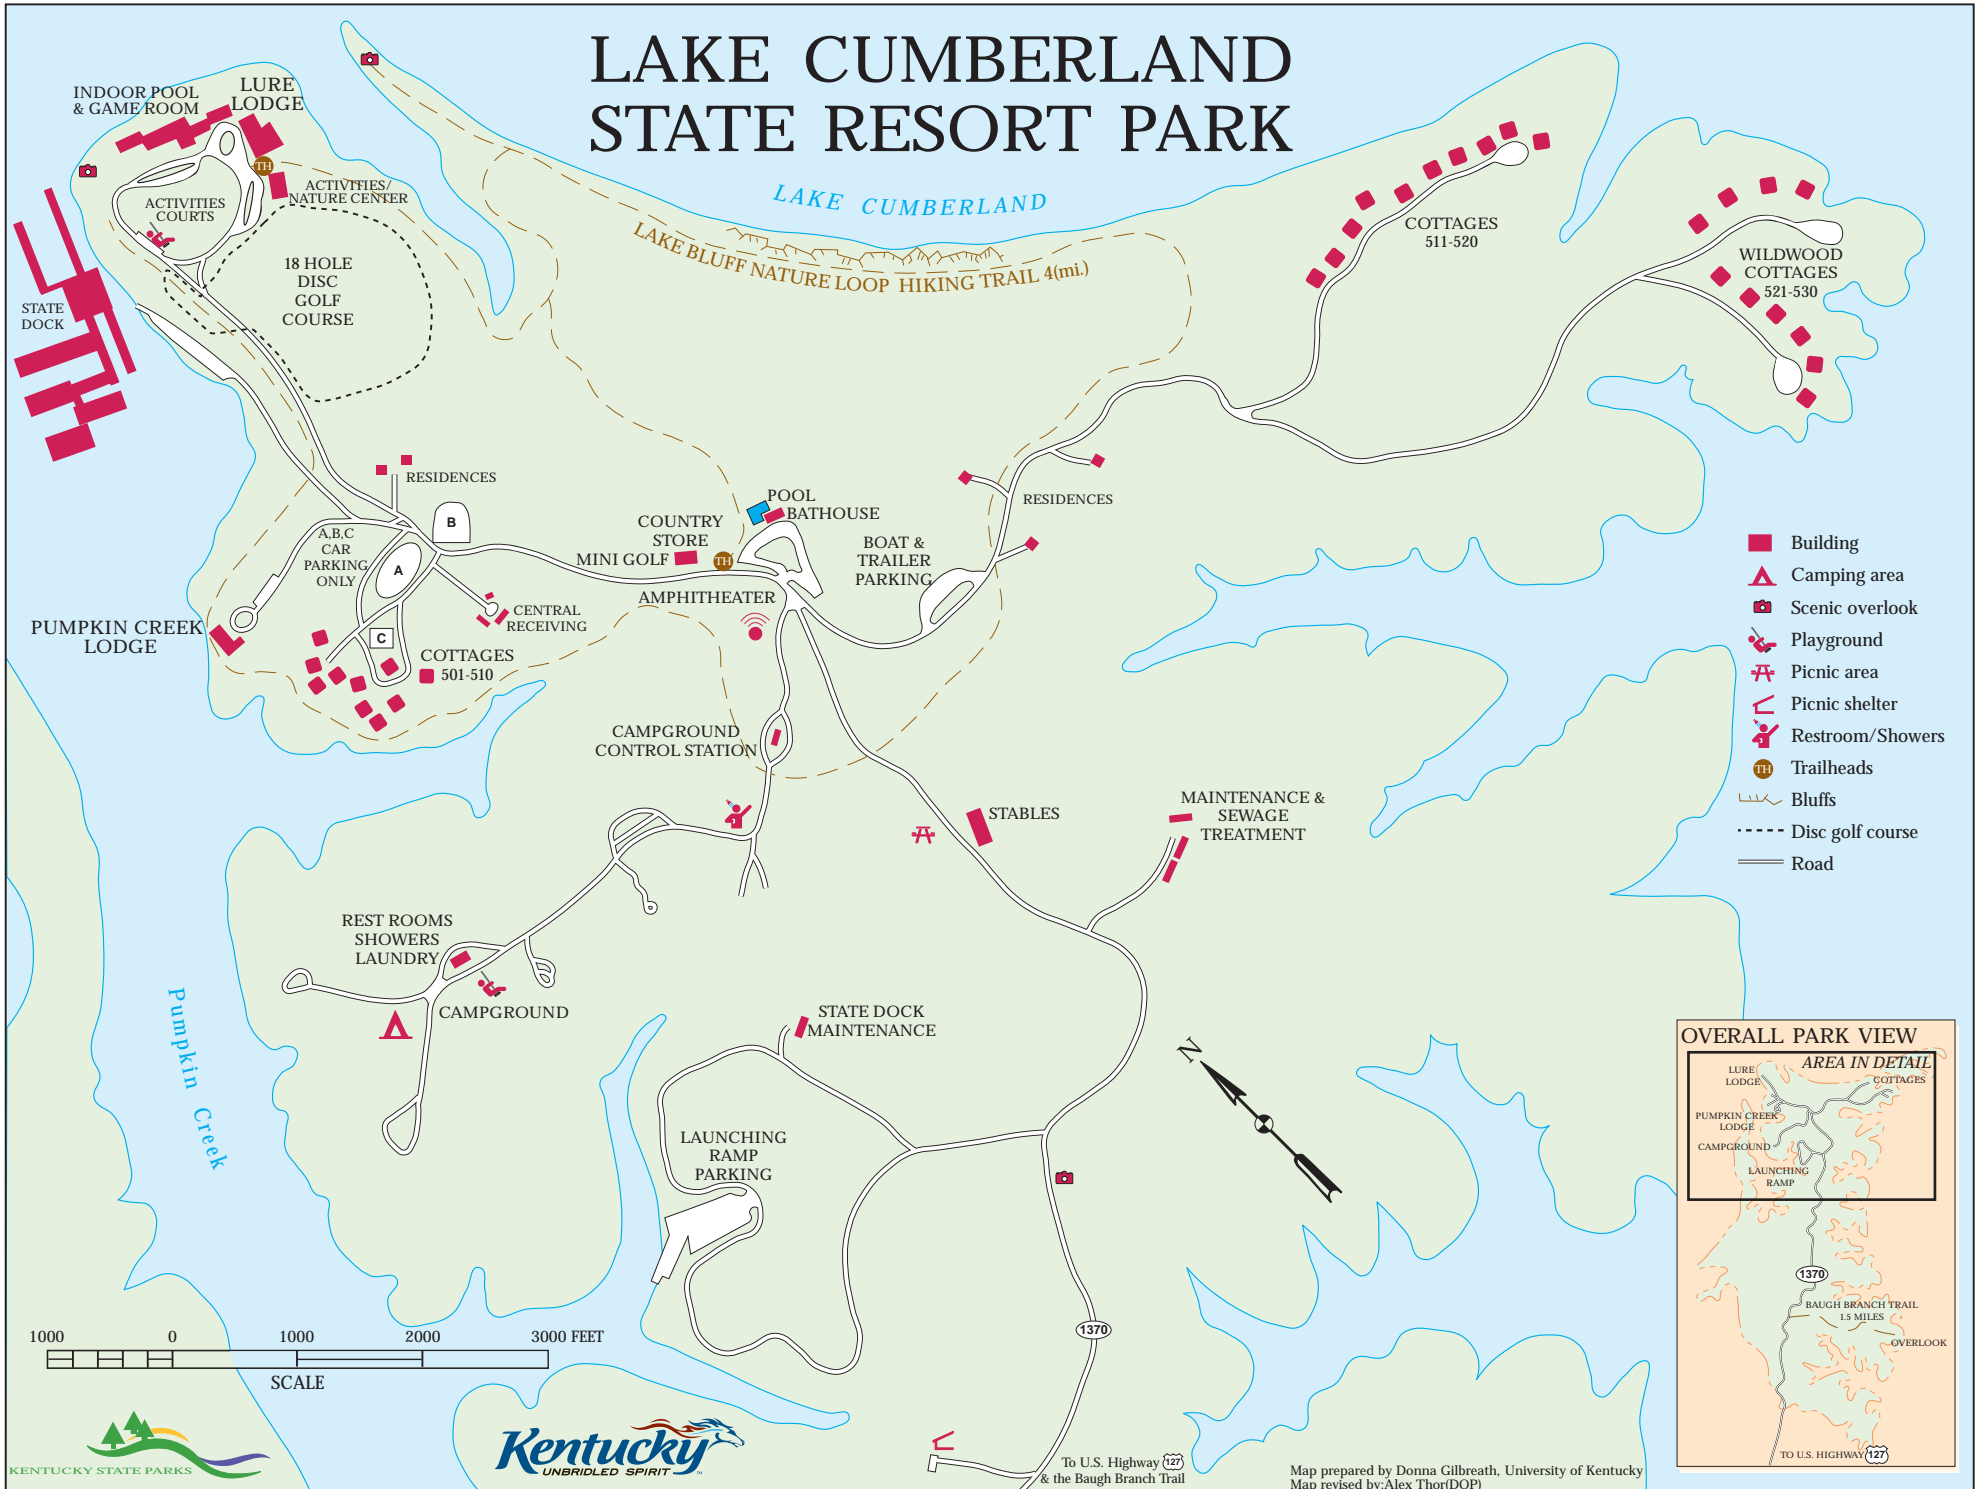 LAKE CUMBERLAND
STATE RESORT PARK
INDOOR POOL
& GAME ROOM
LURE
LODGE
TH
ACTIVITIES/
NATURE CENTER
ACTIVITIES
COURTS
18 HOLE
DISC
GOLF
COURSE
STATE
DOCK
LAKE CUMBERLAND
LAKE BLUFF NATURE LOOP HIKING TRAIL 4(mi.)
COTTAGES
511-520
WILDWOOD
COTTAGES
521-530
RESIDENCES
B
A,B,C
CAR
PARKING
ONLY
A
C
CENTRAL
RECEIVING
PUMPKIN CREEK
LODGE
COTTAGES
501-510
POOL
BATHOUSE
COUNTRY
STORE
MINI GOLF
TH
AMPHITHEATER
BOAT &
TRAILER
PARKING
RESIDENCES
CAMPGROUND
CONTROL STATION
STABLES
MAINTENANCE &
SEWAGE
TREATMENT
REST ROOMS
SHOWERS
LAUNDRY
CAMPGROUND
STATE DOCK
MAINTENANCE
LAUNCHING
RAMP
PARKING
Pumpkin Creek
N
1370
Building
Camping area
Scenic overlook
Playground
Picnic area
Picnic shelter
Restroom/Showers
TH
Trailheads
Bluffs
Disc golf course
Road
OVERALL PARK VIEW
AREA IN DETAIL
LURE
LODGE
COTTAGES
PUMPKIN CREEK
LODGE
CAMPGROUND
LAUNCHING
RAMP
1370
BAUGH BRANCH TRAIL
1.5 MILES
OVERLOOK
TO U.S. HIGHWAY 127
1000 0 1000 2000 3000 FEET
SCALE
KENTUCKY STATE PARKS
Kentucky
UNBRIDLED SPIRIT
To U.S. Highway 127
& the Baugh Branch Trail
Map prepared by Donna Gilbreath, University of Kentucky
Map revised by:Alex Thor(DOP)